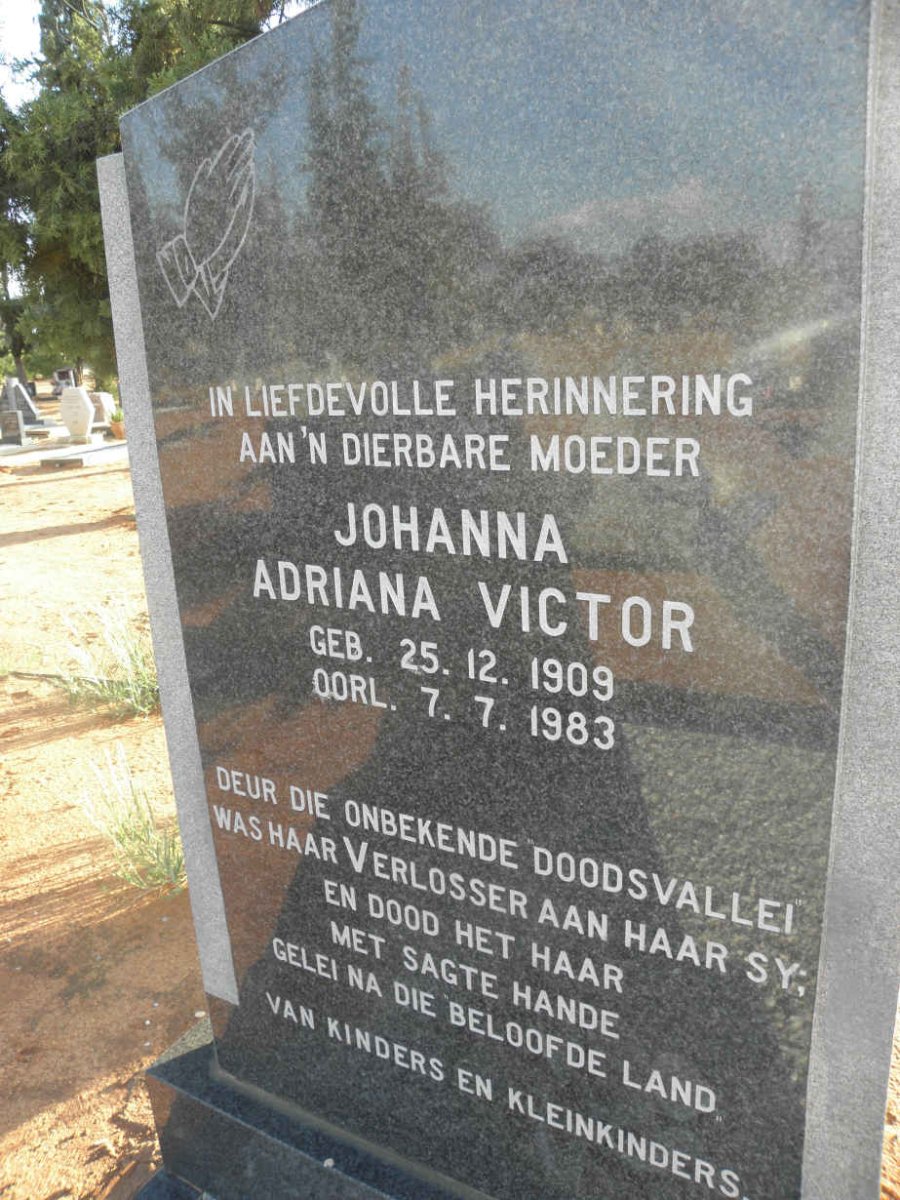 IN LIEFDEVOLLE HERINNERING
AAN 'N DIERBARE MOEDER
JOHANNA
ADRIANA VICTOR
GEB. 25. 12. 1909
OORL. 7. 7. 1983
DEUR DIE ONBEKENDE "DOODSVALLEI"
WAS HAAR VERLOSSER AAN HAAR SY;
EN DOOD HET HAAR
MET SAGTE HANDE
GELEI NA DIE "BELOOFDE LAND"
VAN KINDERS EN KLEINKINDERS